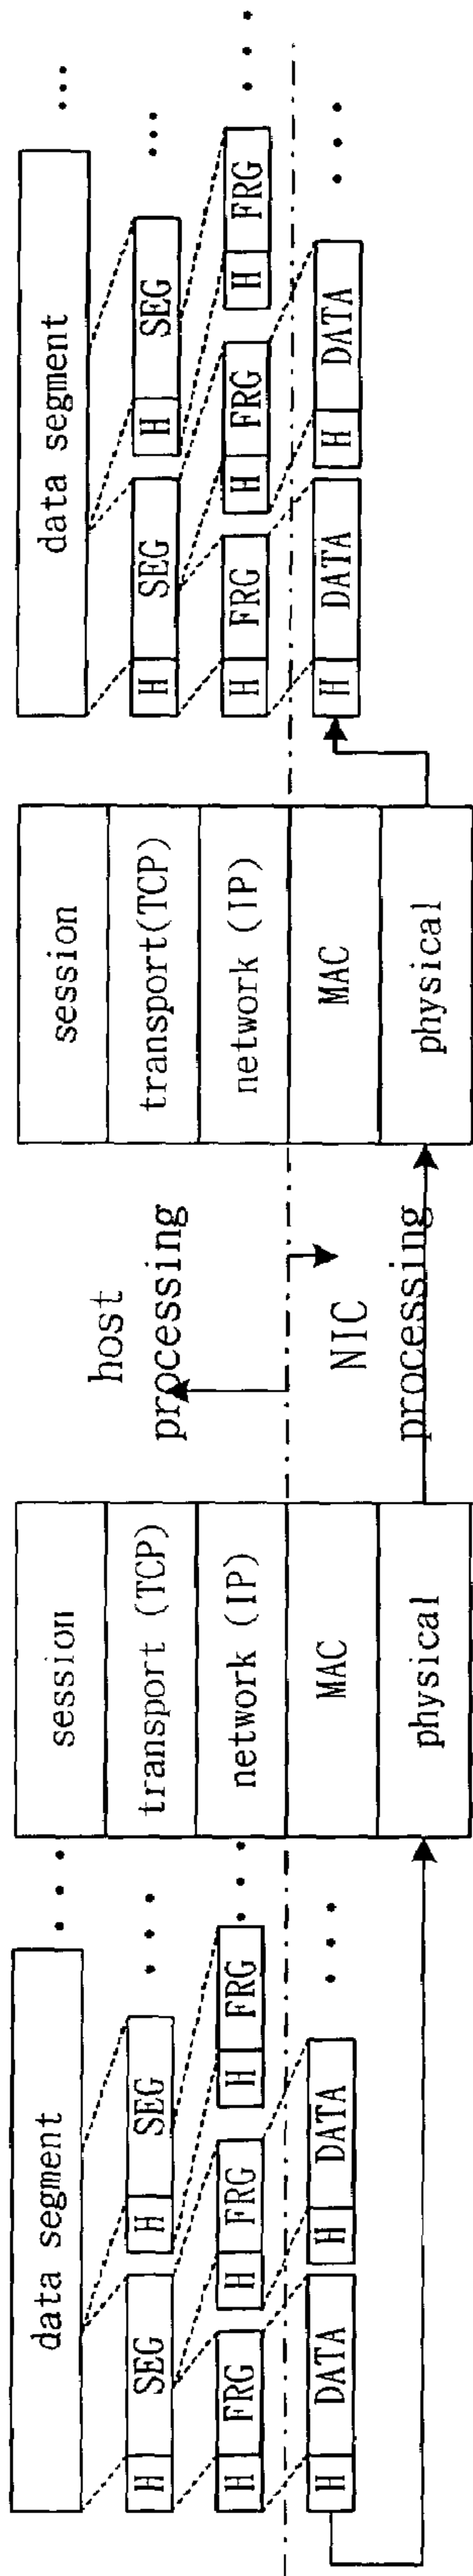 data segment
H SEG H SEG
H FRG H FRG H FRG
H DATA H DATA
session
transport (TCP)
network (IP)
MAC
physical
host
processing
NIC
processing
session
transport(TCP)
network (IP)
MAC
physical
data segment
H SEG H SEG
H FRG H FRG H FRG
H DATA H DATA